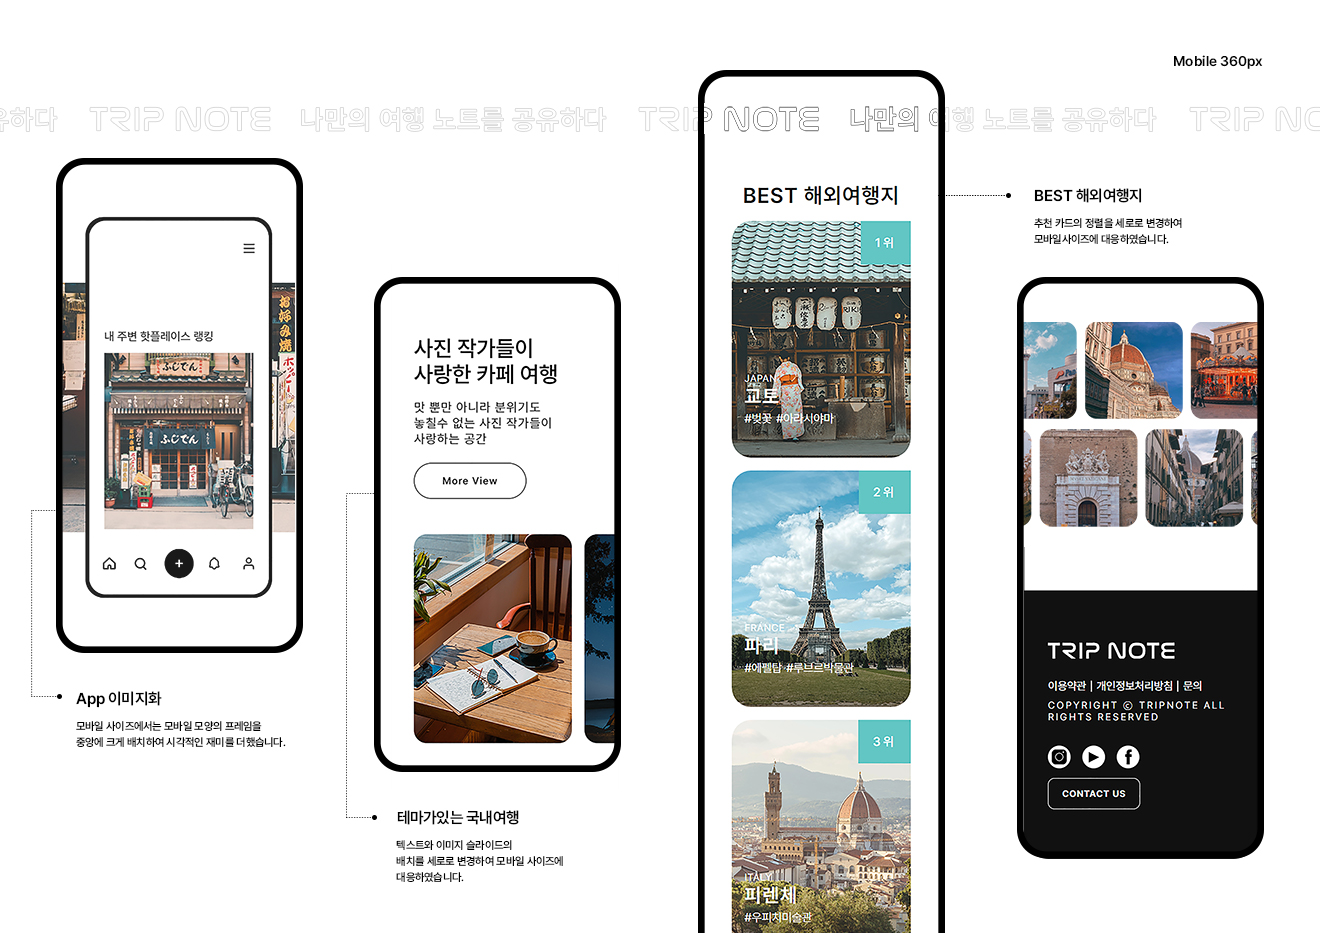 Mobile 360px
유하다 TRIP NOTE 나만의 여행 노트를 공유하다 TRIP NOTE 나만의 여행 노트를 공유하다 TRIP NO
내 주변 핫플레이스 랭킹
ふじでん
ふじでん
お好み焼
App 이미지화
모바일 사이즈에서는 모바일 모양의 프레임을
중앙에 크게 배치하여 시각적인 재미를 더했습니다.
사진 작가들이
사랑한 카페 여행
맛 뿐만 아니라 분위기도
놓칠수 없는 사진 작가들이
사랑하는 공간
More View
테마가있는 국내여행
텍스트와 이미지 슬라이드의
배치를 세로로 변경하여 모바일 사이즈에
대응하였습니다.
BEST 해외여행지
1 위
JAPAN
교토
#벚꽃 #아라시야마
2 위
FRANCE
파리
#에펠탑 #루브르박물관
3 위
ITALY
피렌체
#우피치미술관
BEST 해외여행지
추천 카드의 정렬을 세로로 변경하여
모바일사이즈에 대응하였습니다.
TRIP NOTE
이용약관 | 개인정보처리방침 | 문의
COPYRIGHT © TRIPNOTE ALL
RIGHTS RESERVED
CONTACT US